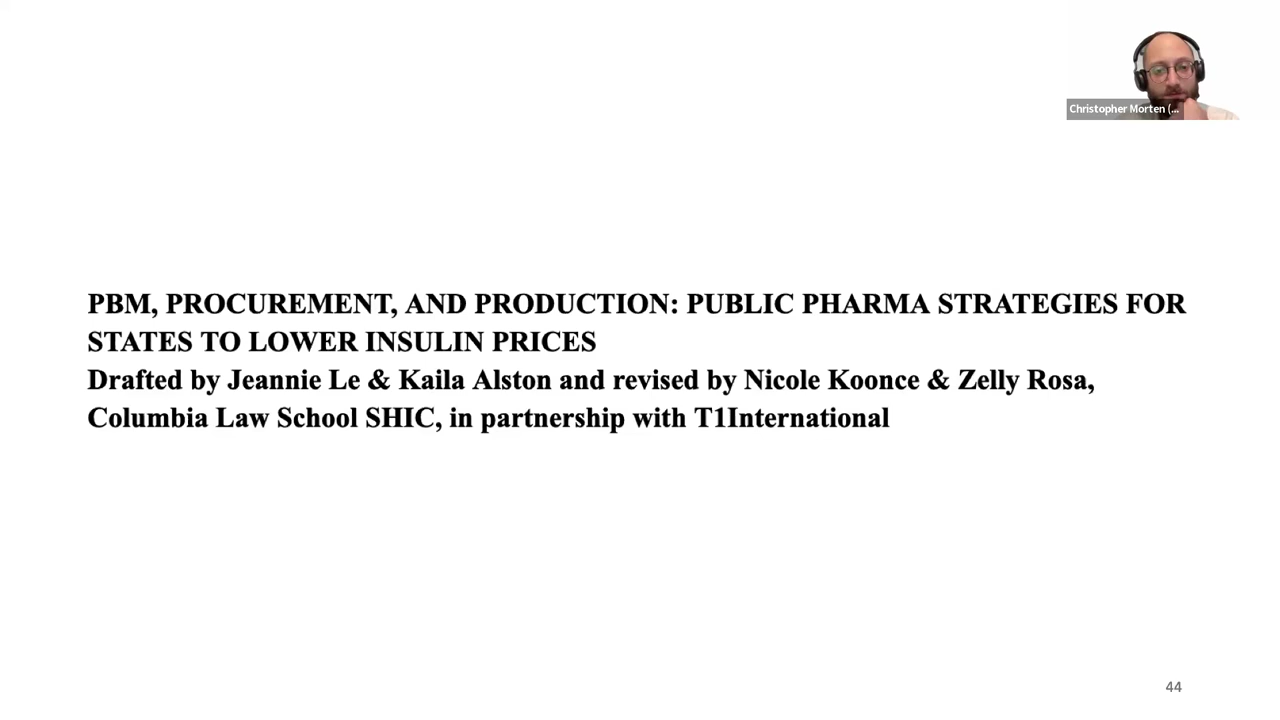 Christopher Morten (...
PBM, PROCUREMENT, AND PRODUCTION: PUBLIC PHARMA STRATEGIES FOR
STATES TO LOWER INSULIN PRICES
Drafted by Jeannie Le & Kaila Alston and revised by Nicole Koonce & Zelly Rosa,
Columbia Law School SHIC, in partnership with T1International
44